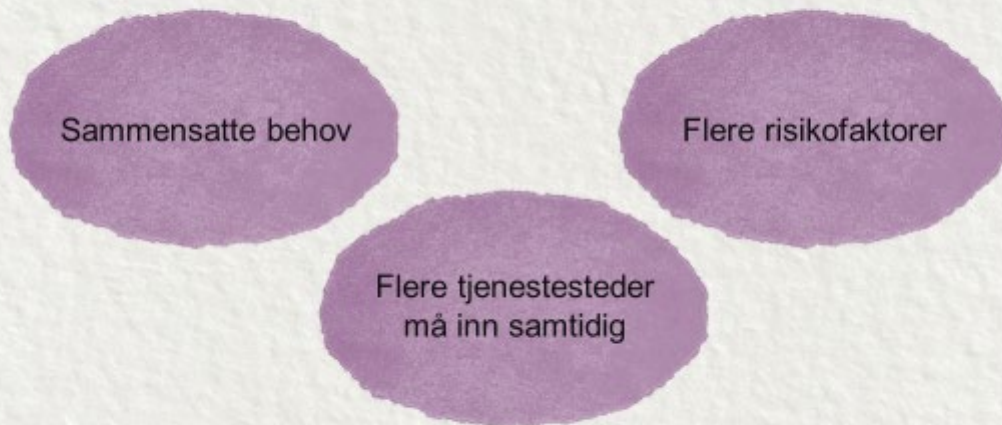 Sammensatte behov
Flere risikofaktorer
Flere tjenestesteder
må inn samtidig